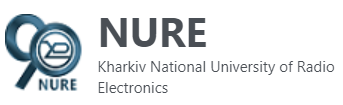 NURE
NURE
Kharkiv National University of Radio
Electronics